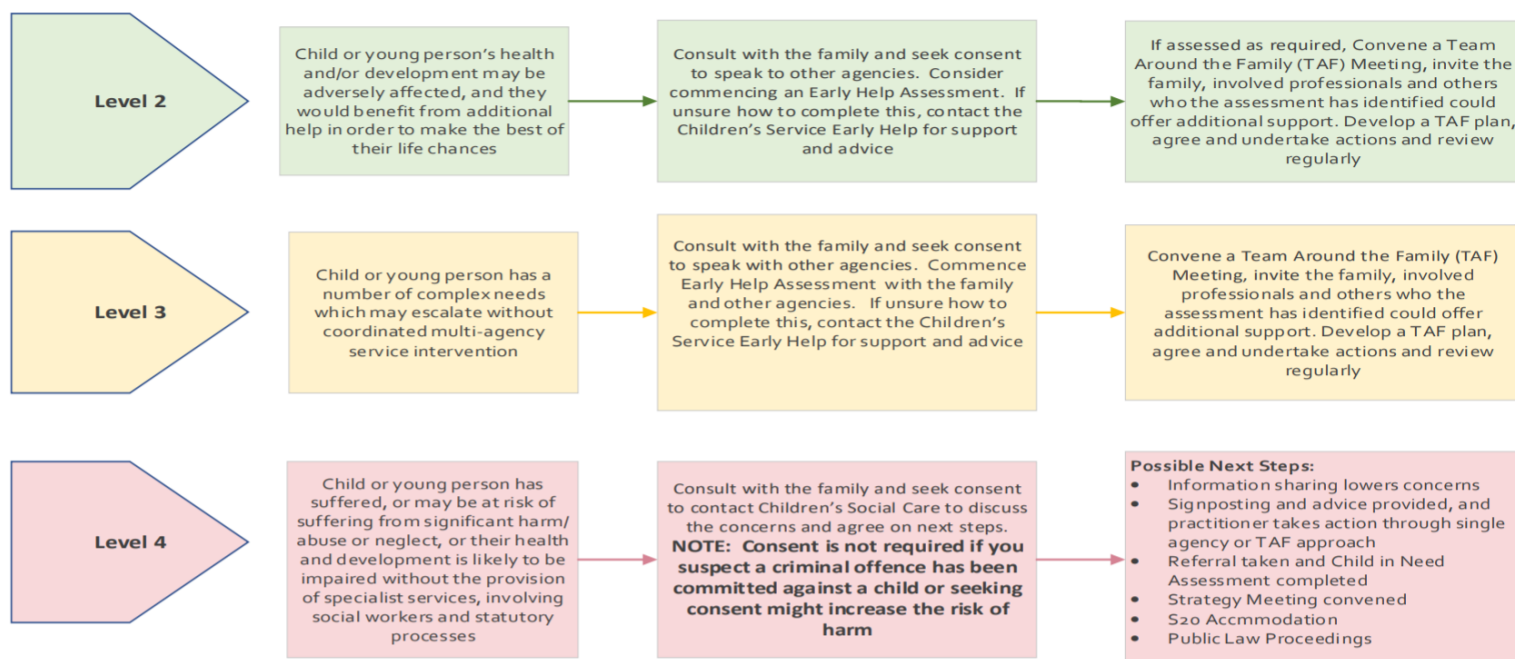 Level 2
Child or young person's health
and/or development may be
adversely affected, and they
would benefit from additional
help in order to make the best of
their life chances
Consult with the family and seek consent
to speak to other agencies. Consider
commencing an Early Help Assessment. If
unsure how to complete this, contact the
Children's Service Early Help for support
and advice
If assessed as required, Convene a Team
Around the Family (TAF) Meeting, invite the
family, involved professionals and others
who the assessment has identified could
offer additional support. Develop a TAF plan,
agree and undertake actions and review
regularly
Level 3
Child or young person has a
number of complex needs
which may escalate without
coordinated multi-agency
service intervention
Consult with the family and seek consent
to speak with other agencies. Commence
Early Help Assessment with the family
and other agencies. If unsure how to
complete this, contact the Children's
Service Early Help for support and advice
Convene a Team Around the Family (TAF)
Meeting, invite the family, involved
professionals and others who the
assessment has identified could offer
additional support. Develop a TAF plan,
agree and undertake actions and review
regularly
Level 4
Child or young person has
suffered, or may be at risk of
suffering from significant harm/
abuse or neglect, or their health
and development is likely to be
impaired without the provision
of specialist services, involving
social workers and statutory
processes
Consult with the family and seek consent
to contact Children's Social Care to discuss
the concerns and agree on next steps.
NOTE: Consent is not required if you
suspect a criminal offence has been
committed against a child or seeking
consent might increase the risk of
harm
Possible Next Steps:
• Information sharing lowers concerns
• Signposting and advice provided, and
practitioner takes action through single
agency or TAF approach
• Referral taken and Child in Need
Assessment completed
• Strategy Meeting convened
• S20 Accmmodation
• Public Law Proceedings